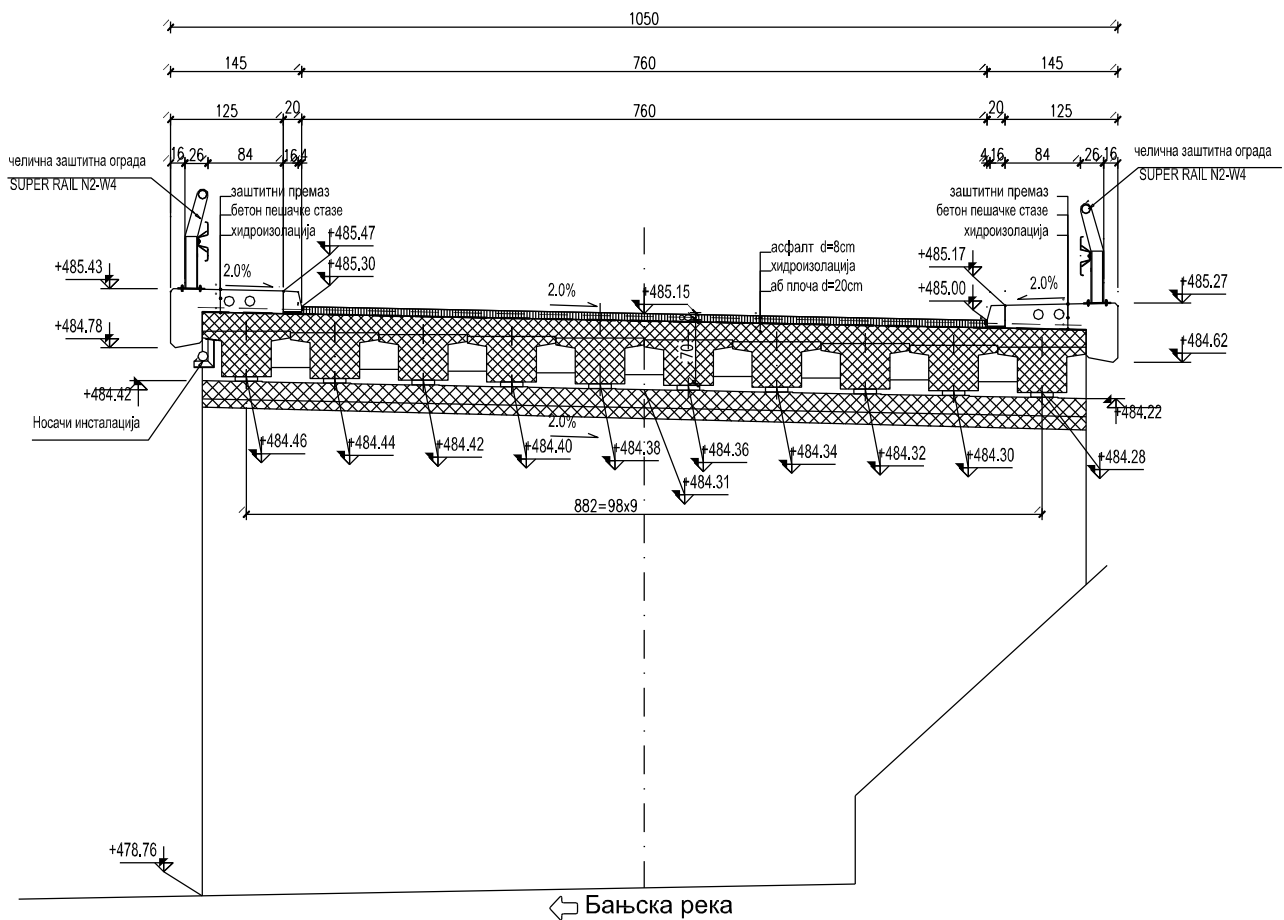 1050
145 760 145
125 20 760 20 125
16 26 84 16 4 4 16 84 26 16
челична заштитна ограда
SUPER RAIL N2-W4
челична заштитна ограда
SUPER RAIL N2-W4
заштитни премаз
бетон пешачке стазе
хидроизолација
заштитни премаз
бетон пешачке стазе
хидроизолација
+485.47
+485.30
асфалт d=8cm
хидроизолација
аб плоча d=20cm
+485.17
+485.00
+485.43
2.0%
2.0%
+485.15
2.0%
+485.27
+484.78
70
+484.62
+484.42
+484.22
Носачи инсталација
2.0%
+484.46
+484.44
+484.42
+484.40
+484.38
+484.36
+484.34
+484.32
+484.30
+484.28
+484.31
882=98x9
+478.76
Бањска река